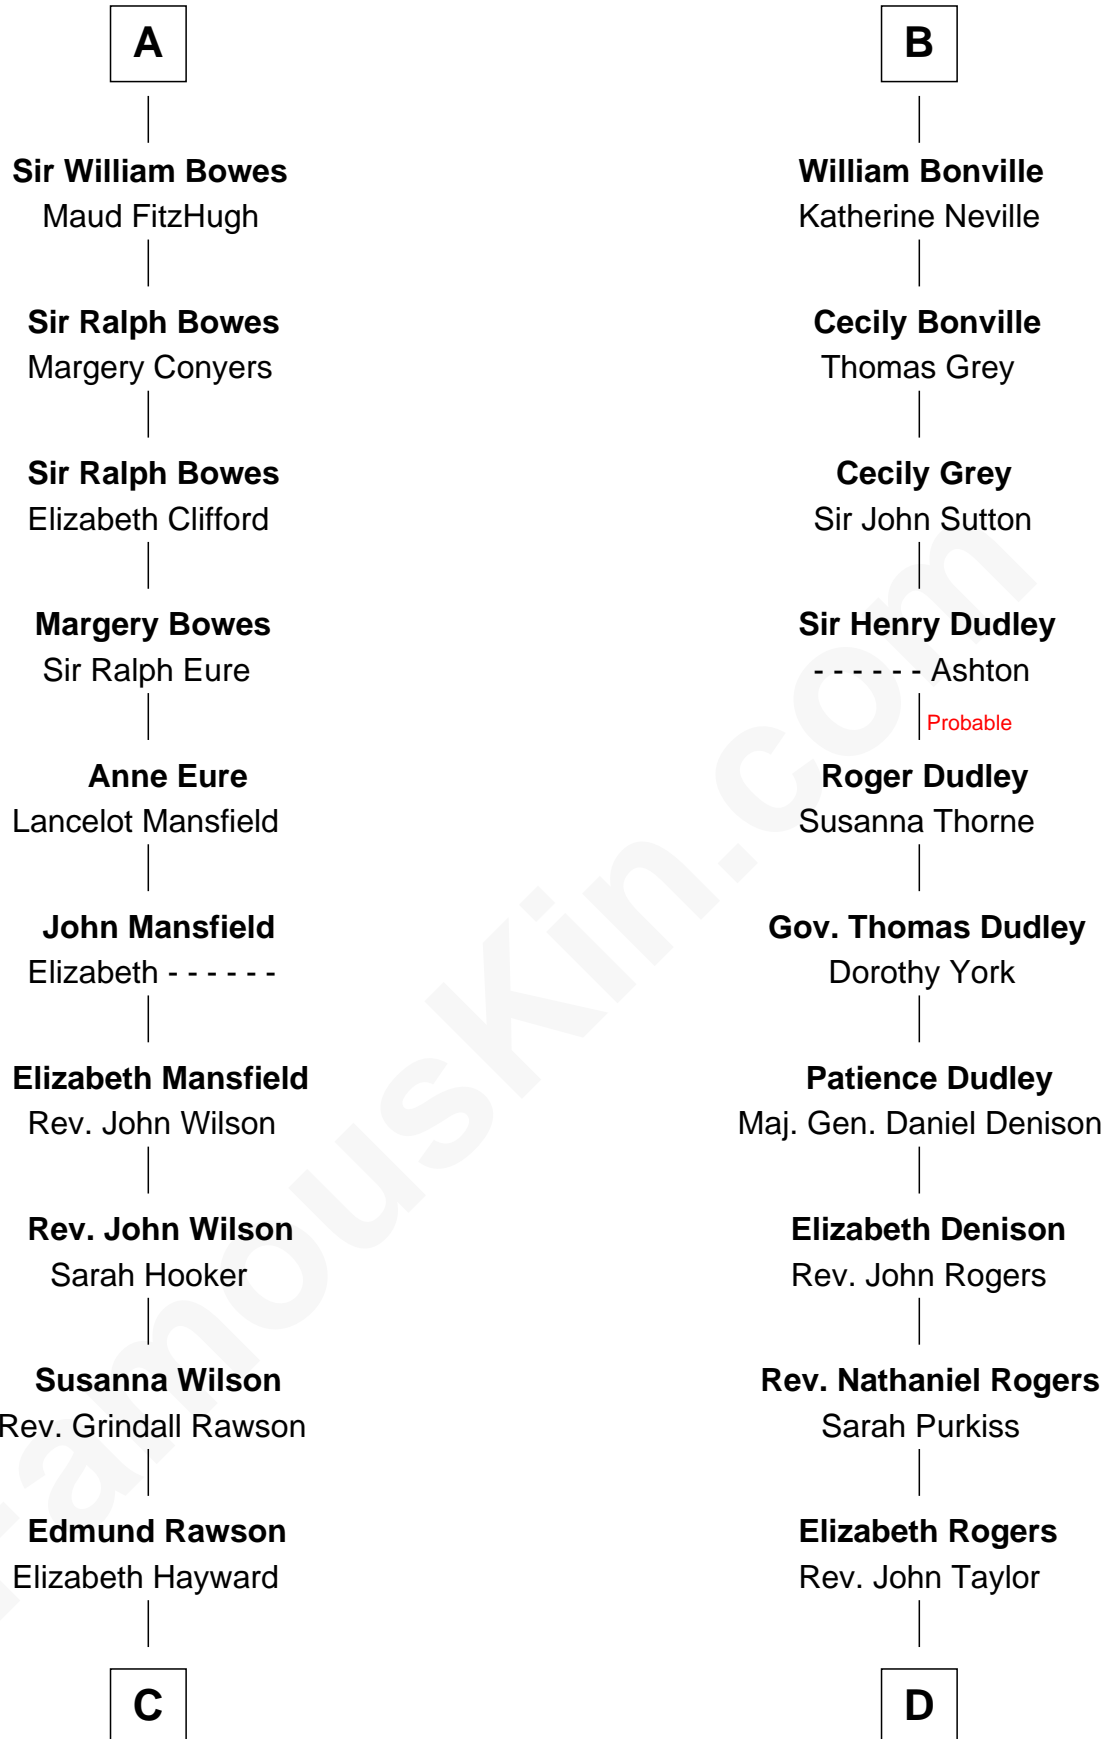 A
Sir William Bowes
Maud FitzHugh
Sir Ralph Bowes
Margery Conyers
Sir Ralph Bowes
Elizabeth Clifford
Margery Bowes
Sir Ralph Eure
Anne Eure
Lancelot Mansfield
John Mansfield
Elizabeth - - - - - -
Elizabeth Mansfield
Rev. John Wilson
Rev. John Wilson
Sarah Hooker
Susanna Wilson
Rev. Grindall Rawson
Edmund Rawson
Elizabeth Hayward
C
B
William Bonville
Katherine Neville
Cecily Bonville
Thomas Grey
Cecily Grey
Sir John Sutton
Sir Henry Dudley
- - - - - - Ashton
Probable
Roger Dudley
Susanna Thorne
Gov. Thomas Dudley
Dorothy York
Patience Dudley
Maj. Gen. Daniel Denison
Elizabeth Denison
Rev. John Rogers
Rev. Nathaniel Rogers
Sarah Purkiss
Elizabeth Rogers
Rev. John Taylor
D
FamousKin.com